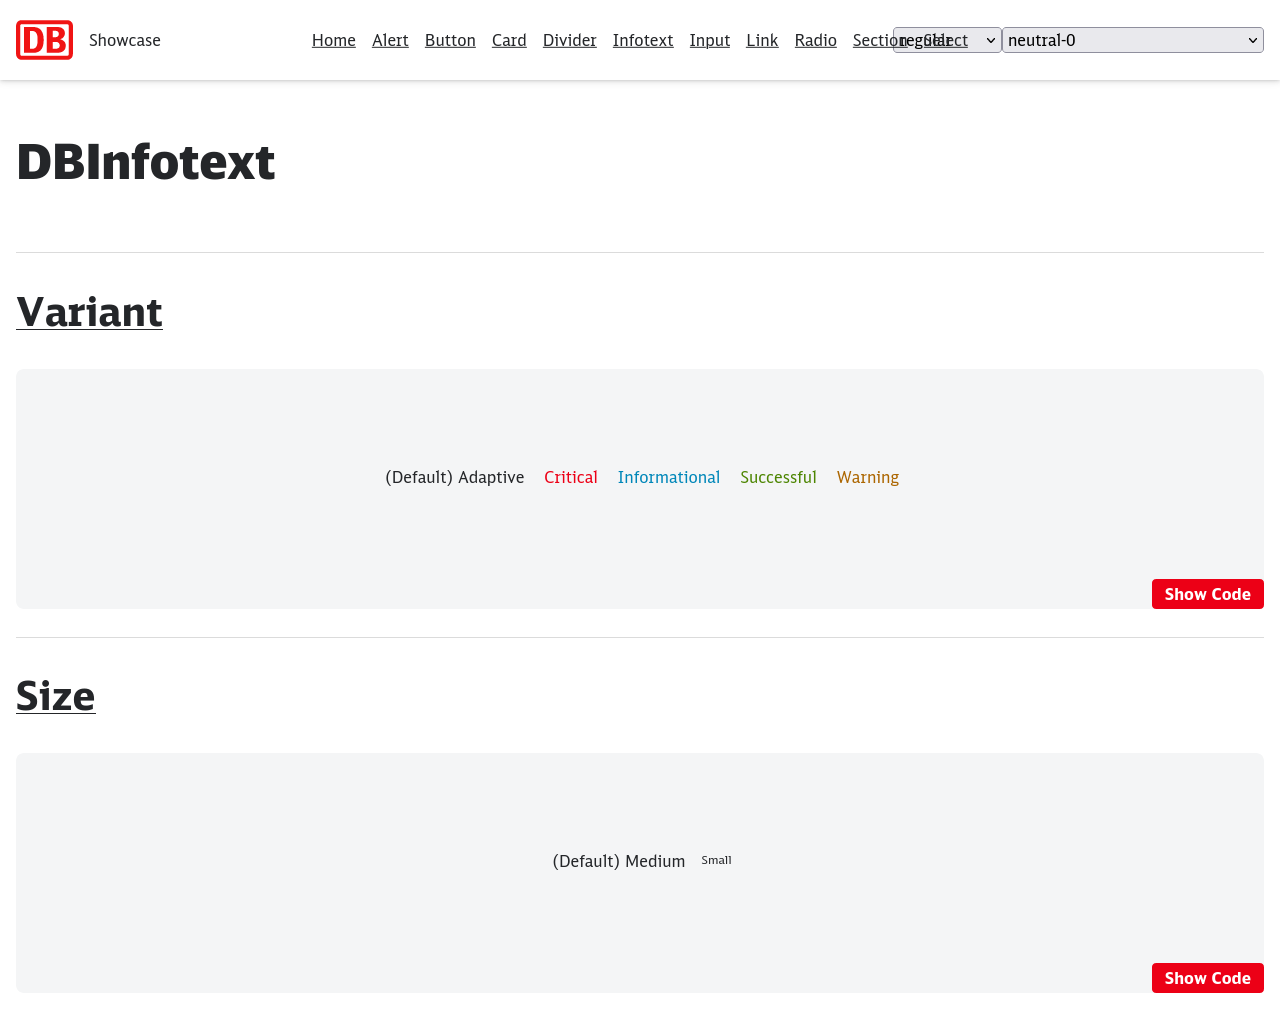 DB Showcase Home Alert Button Card Divider Infotext Input Link Radio Section Select regular neutral-0
DBInfotext
Variant
(Default) Adaptive Critical Informational Successful Warning
Show Code
Size
(Default) Medium Small
Show Code